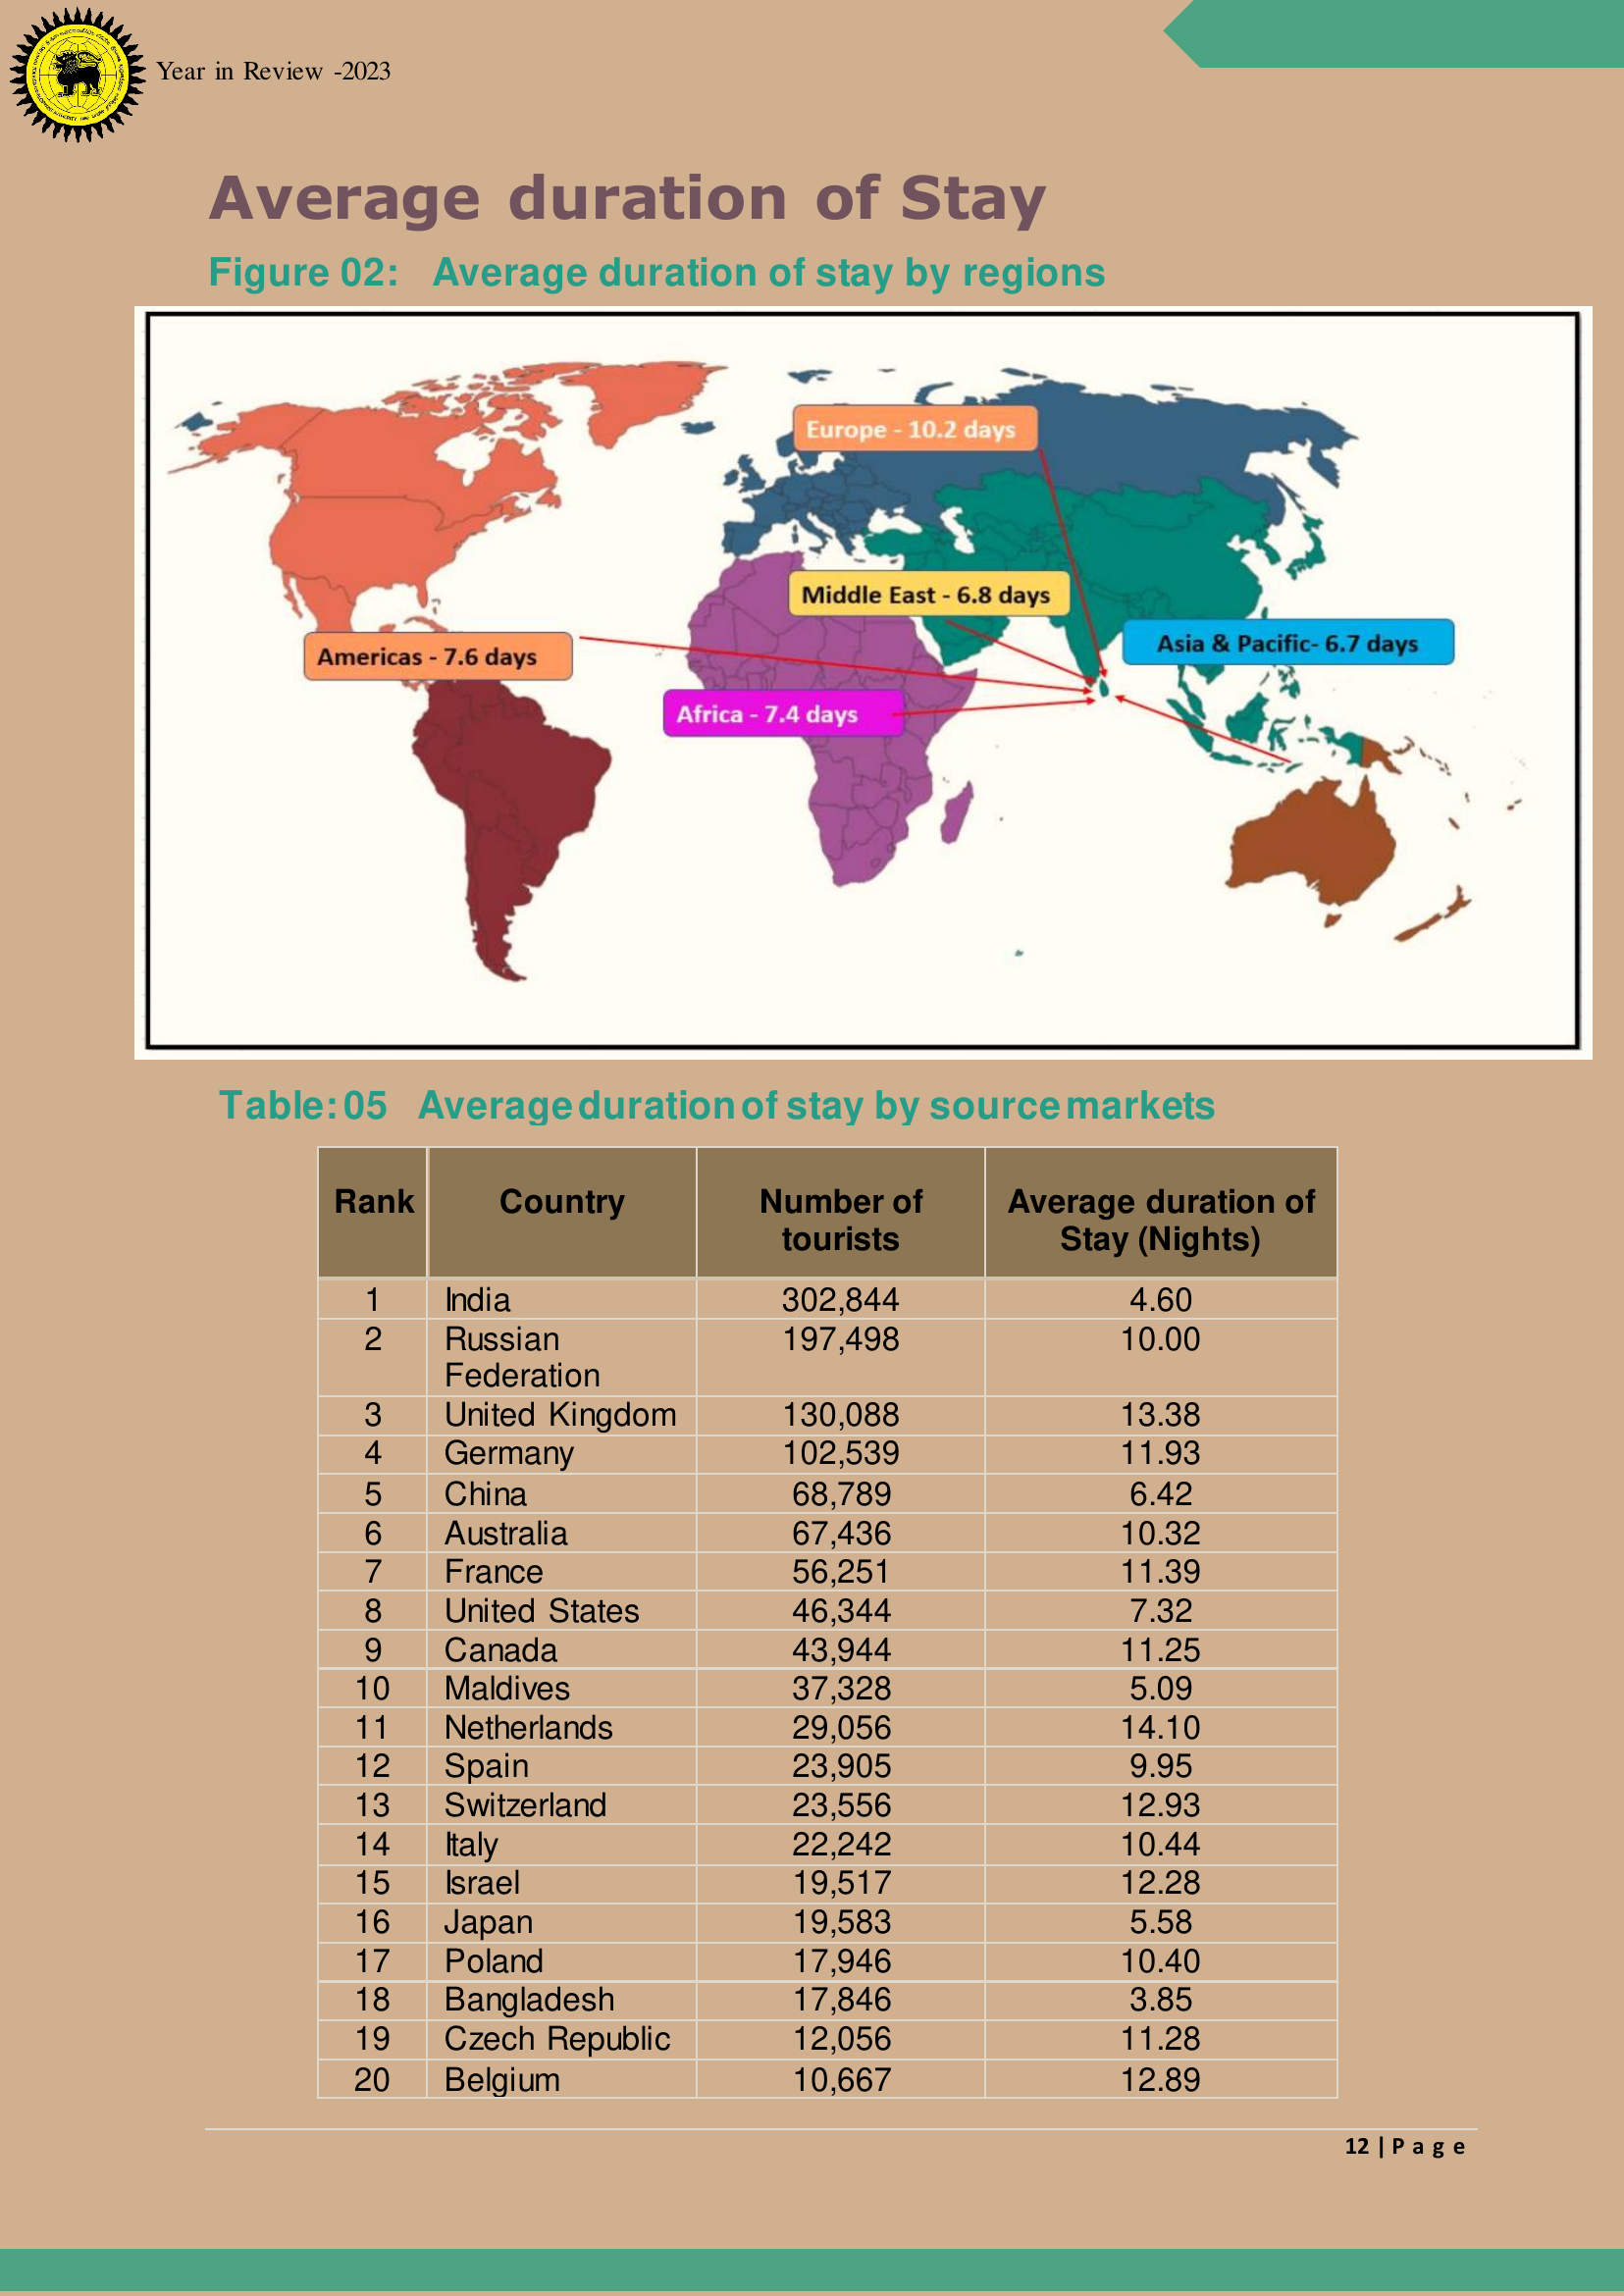 Year in Review -2023
Average duration of Stay
Figure 02: Average duration of stay by regions
Europe - 10.2 days
Middle East - 6.8 days
Asia & Pacific- 6.7 days
Americas - 7.6 days
Africa - 7.4 days
Table: 05 Average duration of stay by source markets
Rank Country Number of tourists Average duration of Stay (Nights)
1 India 302,844 4.60
2 Russian Federation 197,498 10.00
3 United Kingdom 130,088 13.38
4 Germany 102,539 11.93
5 China 68,789 6.42
6 Australia 67,436 10.32
7 France 56,251 11.39
8 United States 46,344 7.32
9 Canada 43,944 11.25
10 Maldives 37,328 5.09
11 Netherlands 29,056 14.10
12 Spain 23,905 9.95
13 Switzerland 23,556 12.93
14 Italy 22,242 10.44
15 Israel 19,517 12.28
16 Japan 19,583 5.58
17 Poland 17,946 10.40
18 Bangladesh 17,846 3.85
19 Czech Republic 12,056 11.28
20 Belgium 10,667 12.89
12 | P a g e